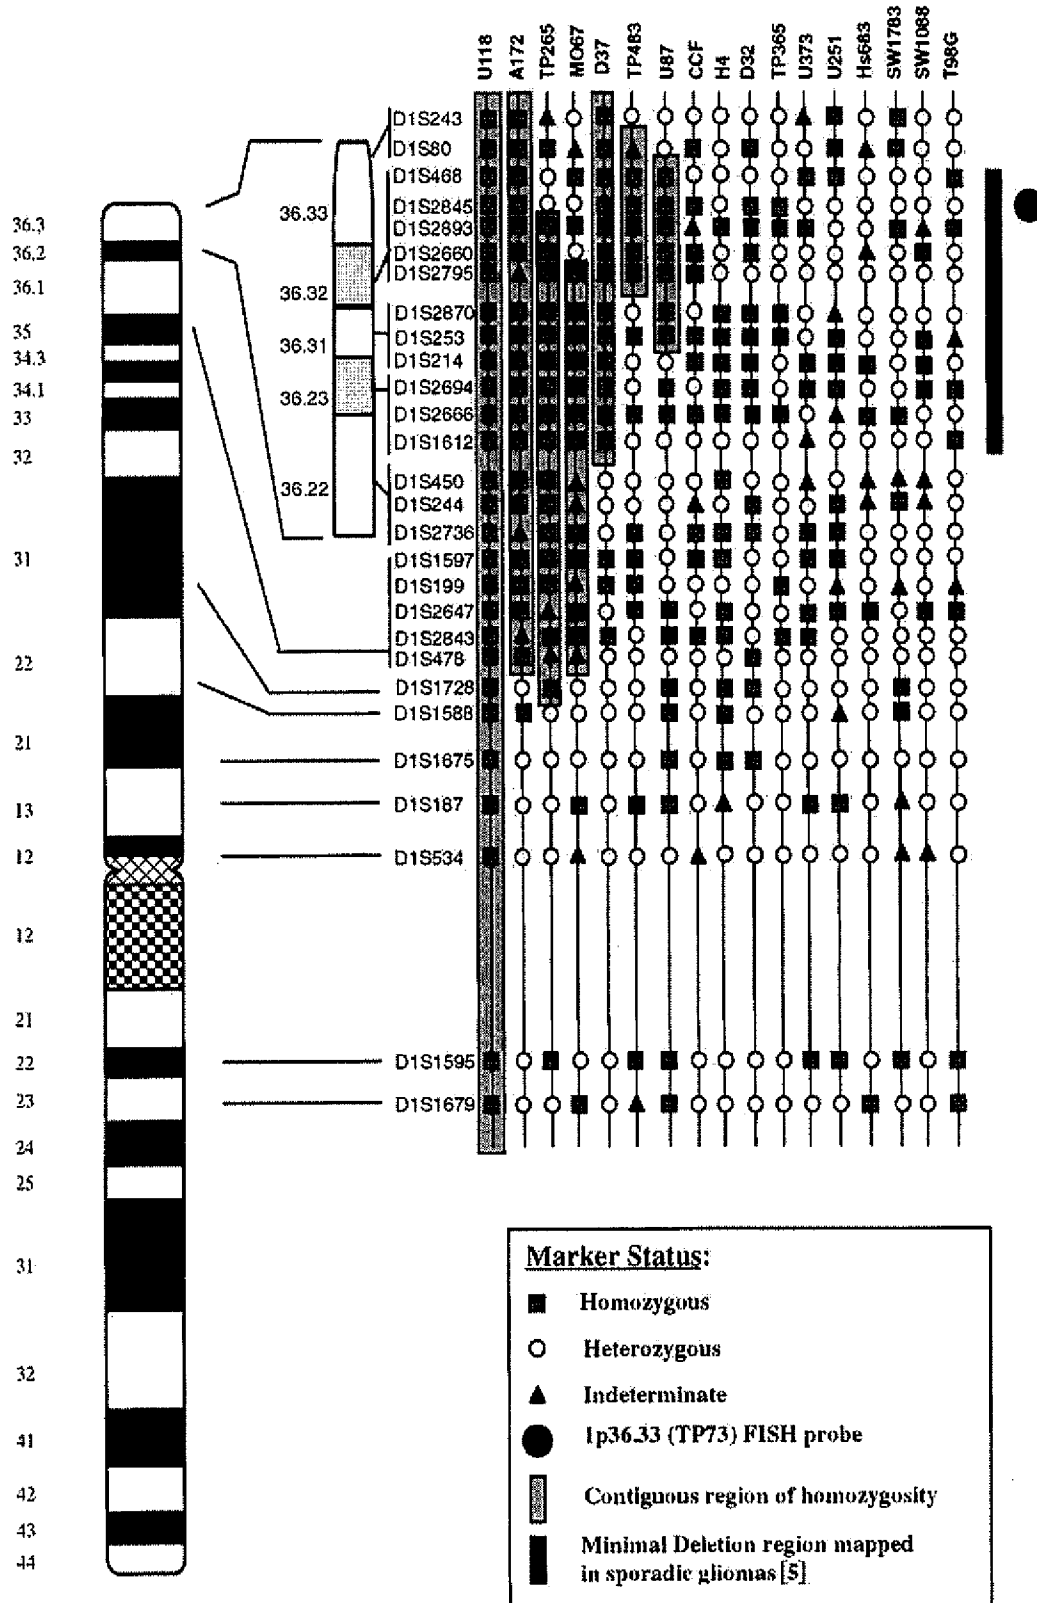 U118 A172 TP265 MO67 D37 TP483 U87 CCF H4 D32 TP365 U373 U251 Hs683 SW1783 SW1088 T98G
D1S243
D1S80
D1S468
D1S2845
D1S2893
D1S2660
D1S2795
D1S2870
D1S253
D1S214
D1S2694
D1S2666
D1S1612
D1S450
D1S244
D1S2736
D1S1597
D1S199
D1S2647
D1S2843
D1S478
D1S1728
D1S1588
D1S1675
D1S187
D1S534
D1S1595
D1S1679
36.33
36.32
36.31
36.23
36.22
36.3
36.2
36.1
35
34.3
34.1
33
32
31
22
21
13
12
12
21
22
23
24
25
31
32
41
42
43
44
Marker Status:
Homozygous
Heterozygous
Indeterminate
1p36.33 (TP73) FISH probe
Contiguous region of homozygosity
Minimal Deletion region mapped
in sporadic gliomas [5]